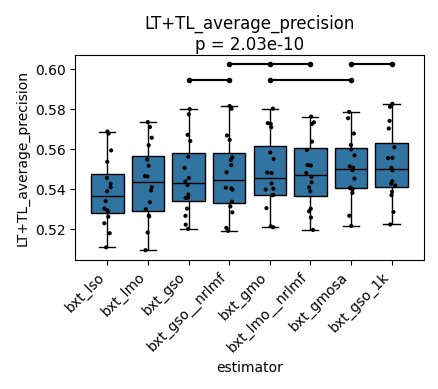 LT+TL_average_precision
p = 2.03e-10
LT+TL_average_precision
0.60
0.58
0.56
0.54
0.52
bxt_lso
bxt_lmo
bxt_gso
bxt_gso__nrlmf
bxt_gmo
bxt_lmo__nrlmf
bxt_gmosa
bxt_gso_1k
estimator